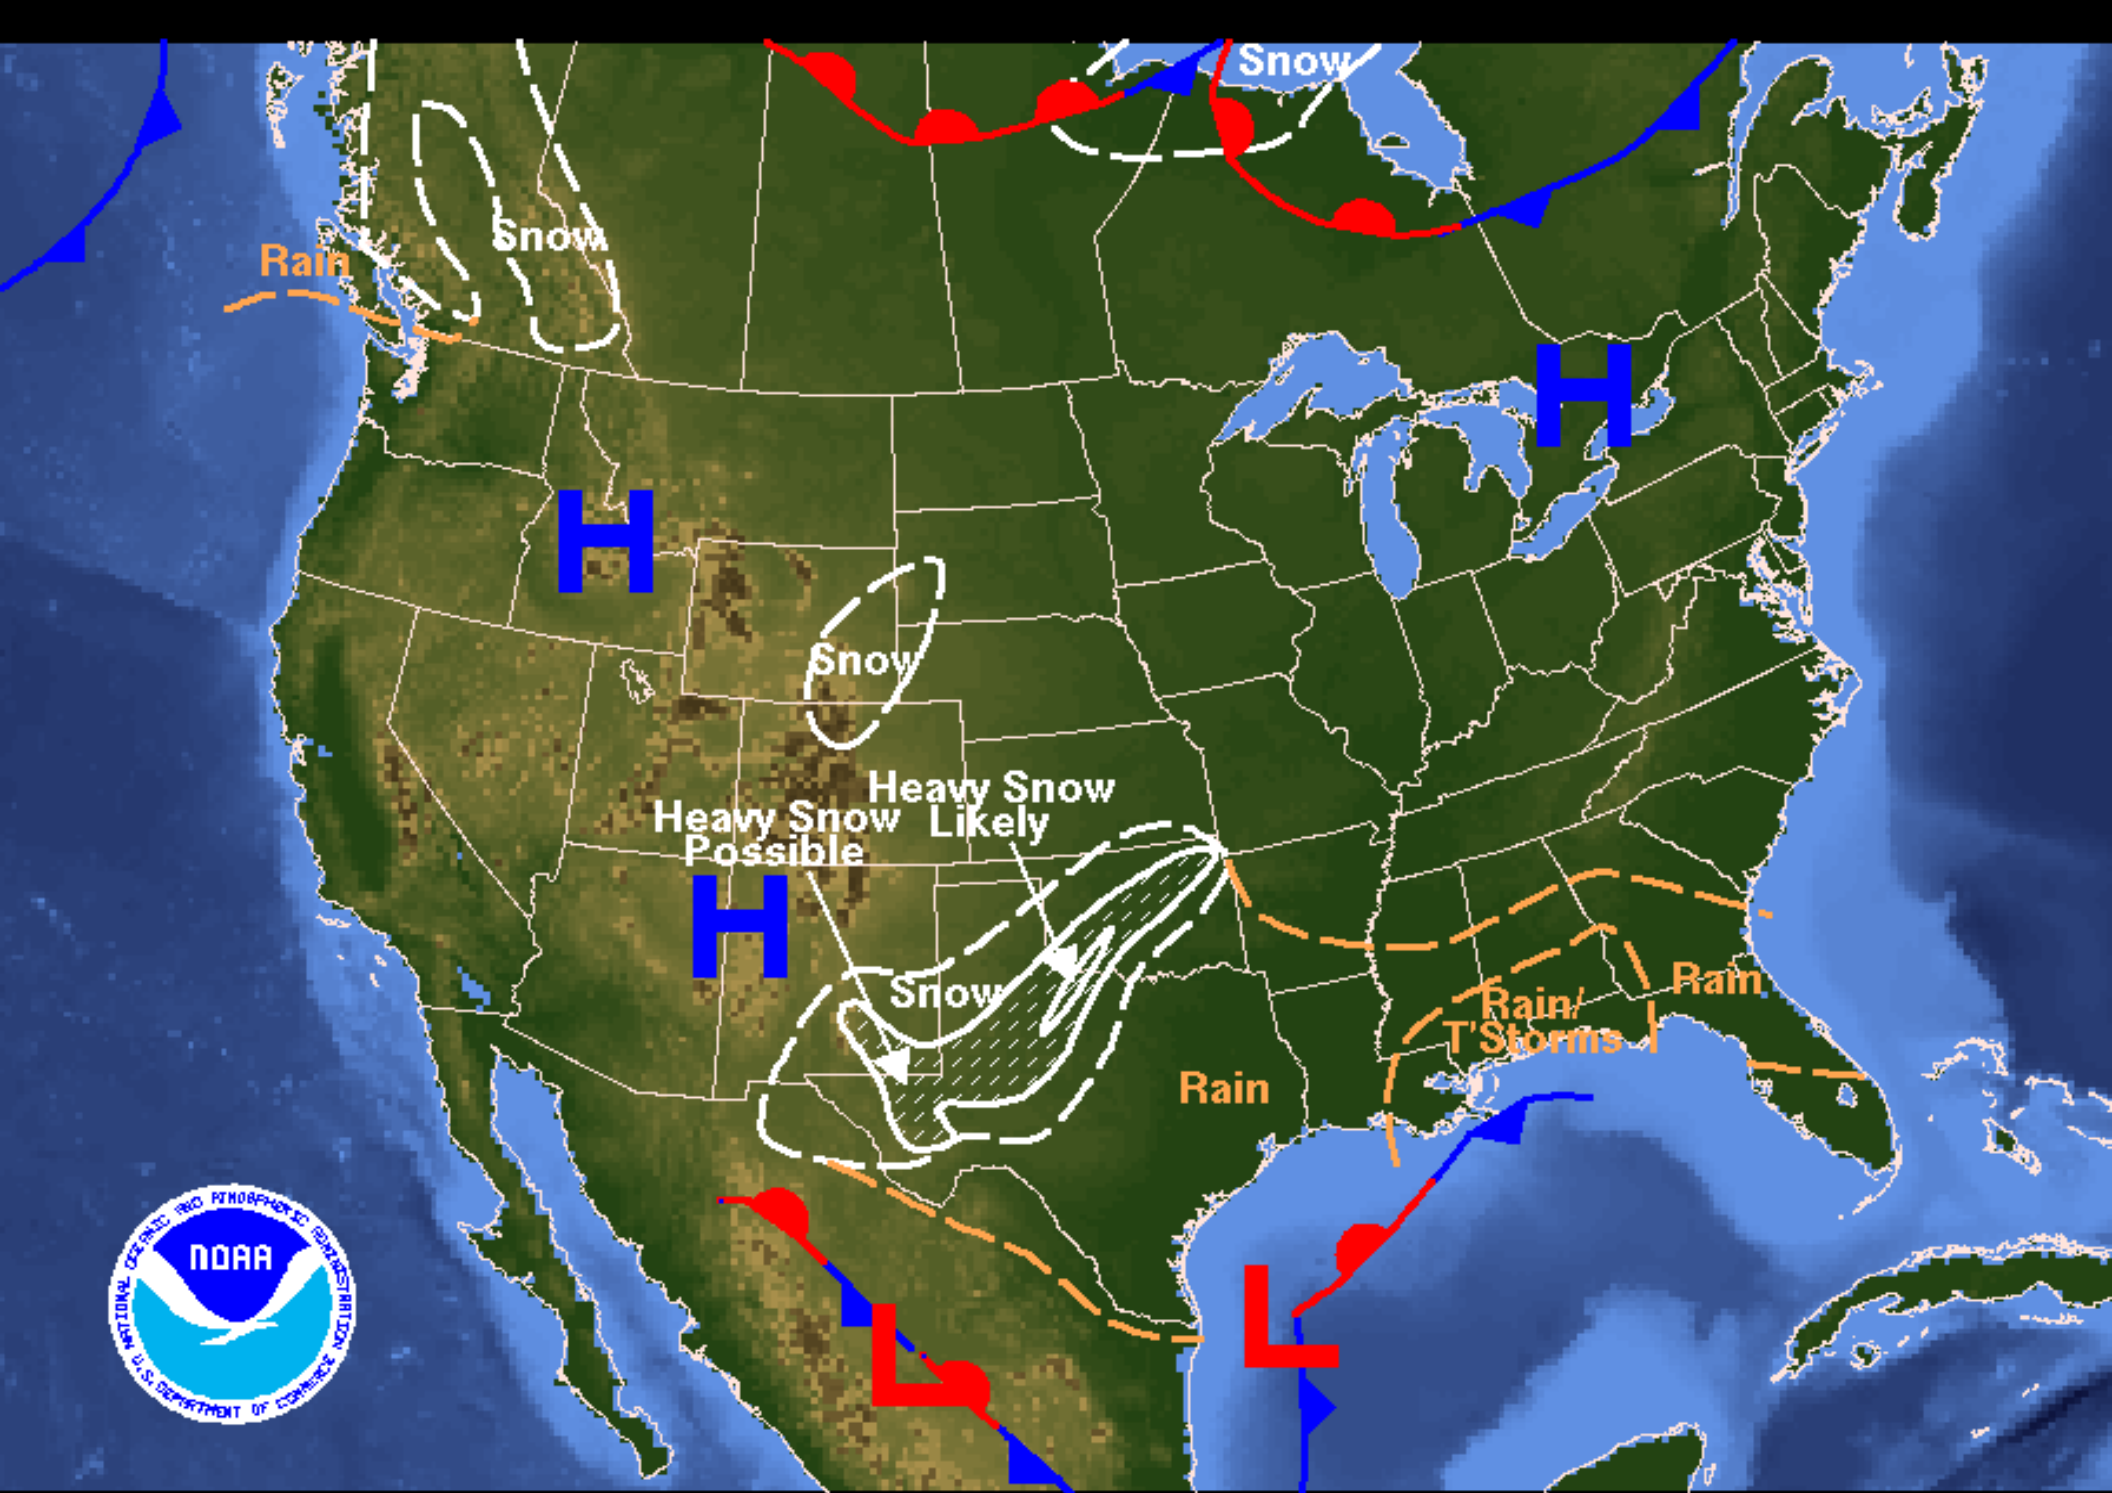 Snow
Snow
Rain
H
H
Snow
Heavy Snow
Likely
Heavy Snow
Possible
H
Snow
Rain
Rain/
T'Storms
Rain
L
L
NOAA
NATIONAL OCEANIC AND ATMOSPHERIC ADMINISTRATION
U.S. DEPARTMENT OF COMMERCE